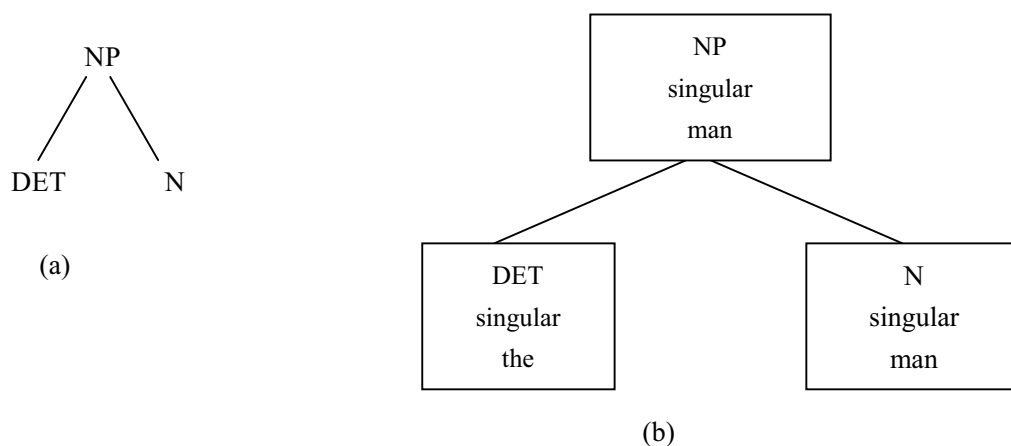 NP
DET N
(a)
NP
singular
man
DET
singular
the
N
singular
man
(b)